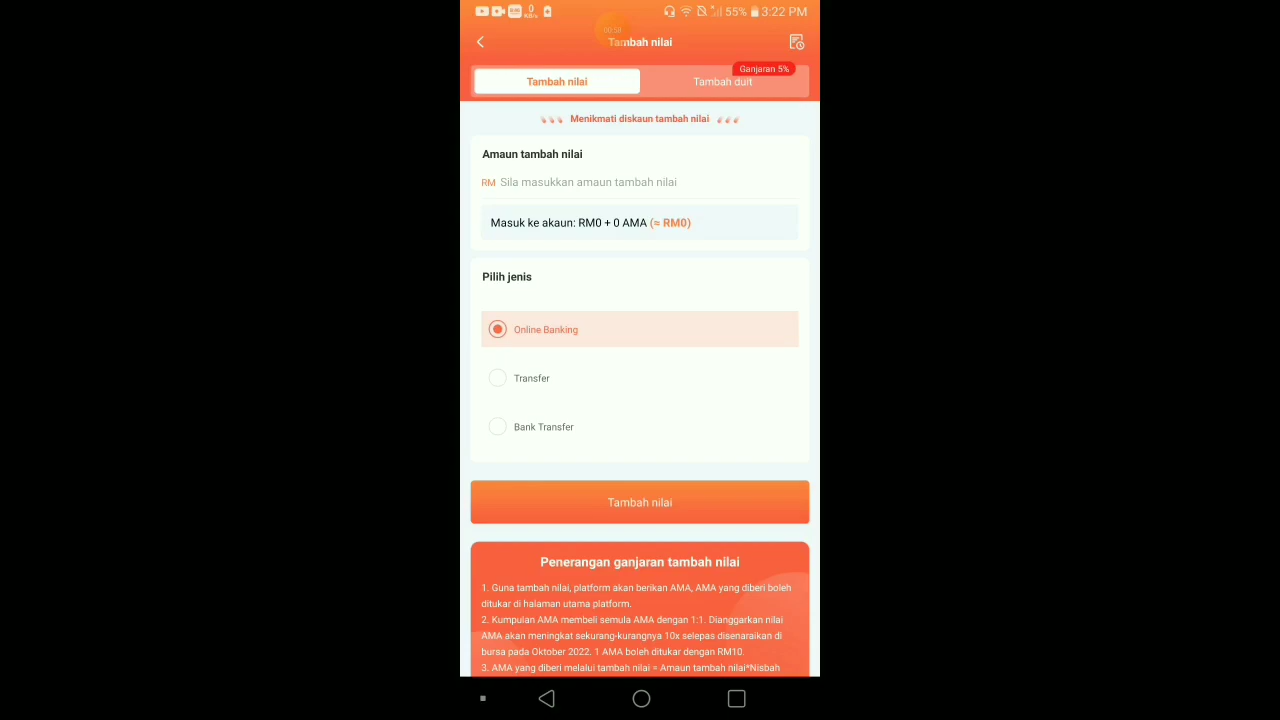 55% 3:22 PM
00:59
Tambah nilai
Ganjaran 5%
Tambah nilai
Tambah duit
Menikmati diskaun tambah nilai
Amaun tambah nilai
RM Sila masukkan amaun tambah nilai
Masuk ke akaun: RM0 + 0 AMA (≈ RM0)
Pilih jenis
Online Banking
Transfer
Bank Transfer
Tambah nilai
Penerangan ganjaran tambah nilai
1. Guna tambah nilai, platform akan berikan AMA, AMA yang diberi boleh
ditukar di halaman utama platform.
2. Kumpulan AMA membeli semula AMA dengan 1:1. Dianggarkan nilai
AMA akan meningkat sekurang-kurangnya 10x selepas disenaraikan di
bursa pada Oktober 2022. 1 AMA boleh ditukar dengan RM10.
3. AMA yang diberi melalui tambah nilai = Amaun tambah nilai*Nisbah